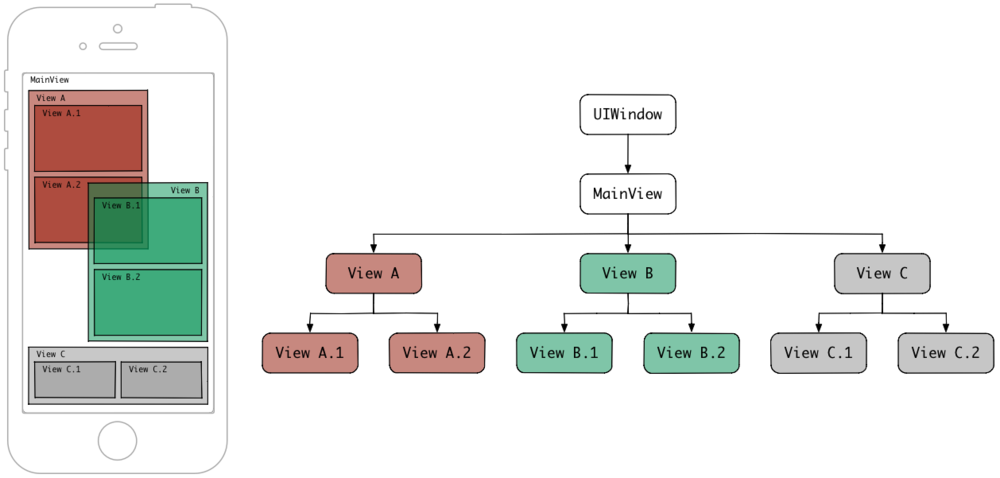 MainView
View A
View A.1
View A.2
View B
View B.1
View B.2
View C
View C.1 View C.2
UIWindow
MainView
View A View B View C
View A.1 View A.2 View B.1 View B.2 View C.1 View C.2